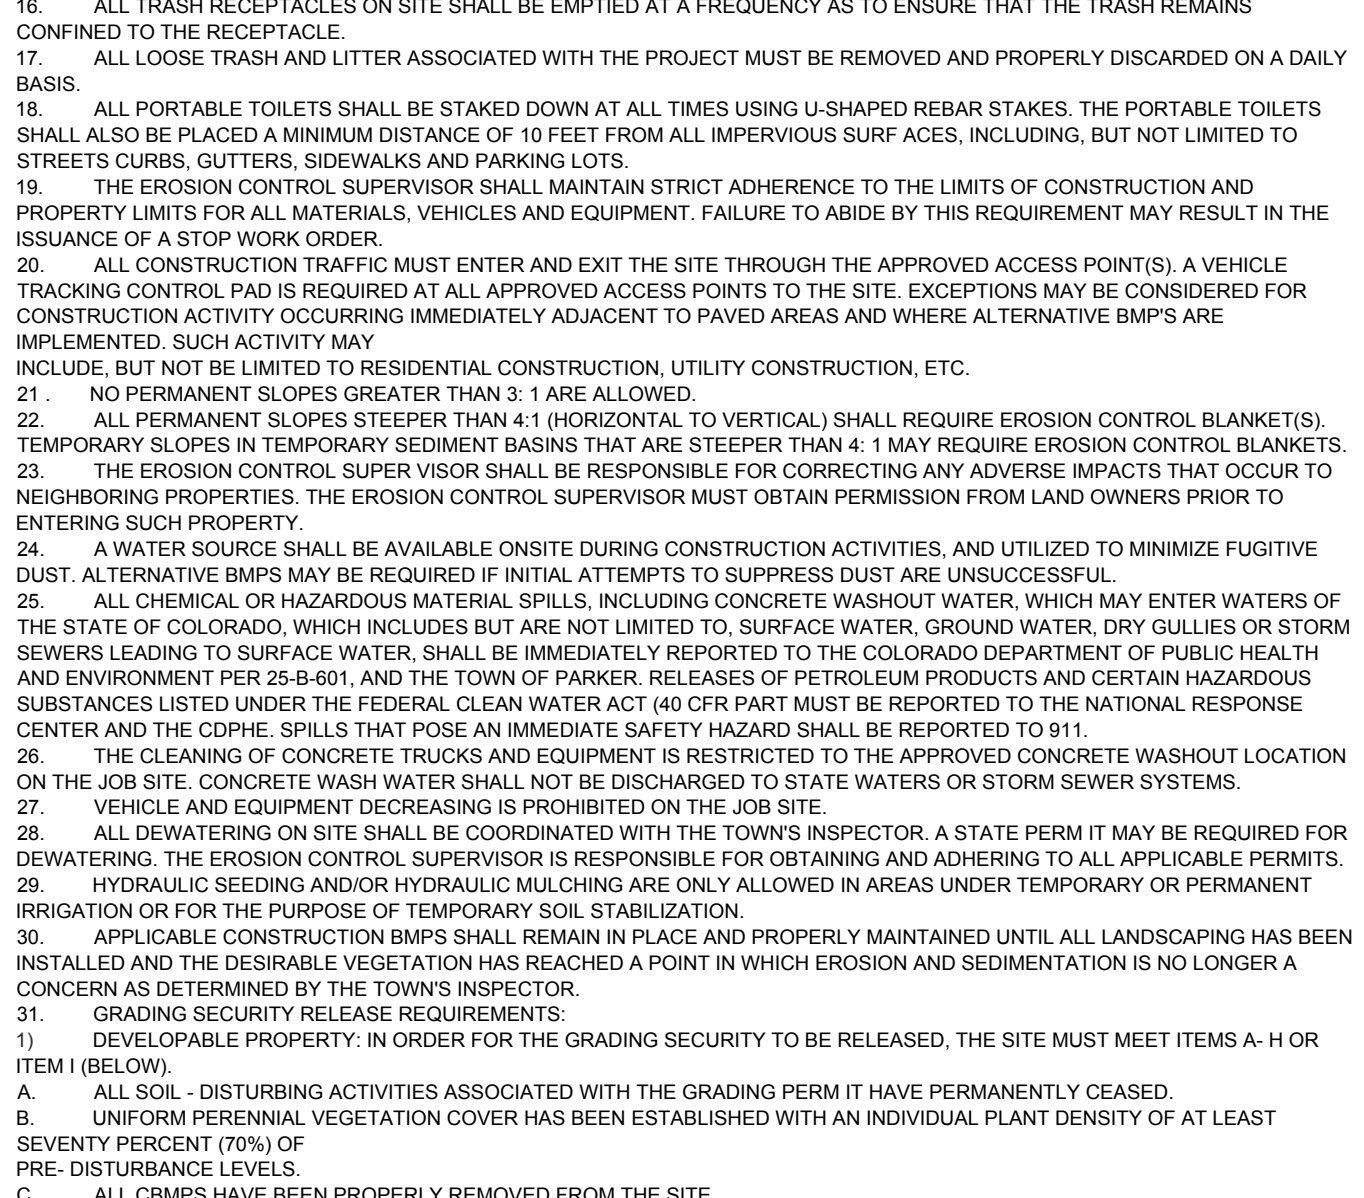 16. ALL TRASH RECEPTACLES ON SITE SHALL BE EMPTIED AT A FREQUENCY AS TO ENSURE THAT THE TRASH REMAINS
CONFINED TO THE RECEPTACLE.
17. ALL LOOSE TRASH AND LITTER ASSOCIATED WITH THE PROJECT MUST BE REMOVED AND PROPERLY DISCARDED ON A DAILY
BASIS.
18. ALL PORTABLE TOILETS SHALL BE STAKED DOWN AT ALL TIMES USING U-SHAPED REBAR STAKES. THE PORTABLE TOILETS
SHALL ALSO BE PLACED A MINIMUM DISTANCE OF 10 FEET FROM ALL IMPERVIOUS SURF ACES, INCLUDING, BUT NOT LIMITED TO
STREETS CURBS, GUTTERS, SIDEWALKS AND PARKING LOTS.
19. THE EROSION CONTROL SUPERVISOR SHALL MAINTAIN STRICT ADHERENCE TO THE LIMITS OF CONSTRUCTION AND
PROPERTY LIMITS FOR ALL MATERIALS, VEHICLES AND EQUIPMENT. FAILURE TO ABIDE BY THIS REQUIREMENT MAY RESULT IN THE
ISSUANCE OF A STOP WORK ORDER.
20. ALL CONSTRUCTION TRAFFIC MUST ENTER AND EXIT THE SITE THROUGH THE APPROVED ACCESS POINT(S). A VEHICLE
TRACKING CONTROL PAD IS REQUIRED AT ALL APPROVED ACCESS POINTS TO THE SITE. EXCEPTIONS MAY BE CONSIDERED FOR
CONSTRUCTION ACTIVITY OCCURRING IMMEDIATELY ADJACENT TO PAVED AREAS AND WHERE ALTERNATIVE BMP'S ARE
IMPLEMENTED. SUCH ACTIVITY MAY
INCLUDE, BUT NOT BE LIMITED TO RESIDENTIAL CONSTRUCTION, UTILITY CONSTRUCTION, ETC.
21 . NO PERMANENT SLOPES GREATER THAN 3: 1 ARE ALLOWED.
22. ALL PERMANENT SLOPES STEEPER THAN 4:1 (HORIZONTAL TO VERTICAL) SHALL REQUIRE EROSION CONTROL BLANKET(S).
TEMPORARY SLOPES IN TEMPORARY SEDIMENT BASINS THAT ARE STEEPER THAN 4: 1 MAY REQUIRE EROSION CONTROL BLANKETS.
23. THE EROSION CONTROL SUPER VISOR SHALL BE RESPONSIBLE FOR CORRECTING ANY ADVERSE IMPACTS THAT OCCUR TO
NEIGHBORING PROPERTIES. THE EROSION CONTROL SUPERVISOR MUST OBTAIN PERMISSION FROM LAND OWNERS PRIOR TO
ENTERING SUCH PROPERTY.
24. A WATER SOURCE SHALL BE AVAILABLE ONSITE DURING CONSTRUCTION ACTIVITIES, AND UTILIZED TO MINIMIZE FUGITIVE
DUST. ALTERNATIVE BMPS MAY BE REQUIRED IF INITIAL ATTEMPTS TO SUPPRESS DUST ARE UNSUCCESSFUL.
25. ALL CHEMICAL OR HAZARDOUS MATERIAL SPILLS, INCLUDING CONCRETE WASHOUT WATER, WHICH MAY ENTER WATERS OF
THE STATE OF COLORADO, WHICH INCLUDES BUT ARE NOT LIMITED TO, SURFACE WATER, GROUND WATER, DRY GULLIES OR STORM
SEWERS LEADING TO SURFACE WATER, SHALL BE IMMEDIATELY REPORTED TO THE COLORADO DEPARTMENT OF PUBLIC HEALTH
AND ENVIRONMENT PER 25-B-601, AND THE TOWN OF PARKER. RELEASES OF PETROLEUM PRODUCTS AND CERTAIN HAZARDOUS
SUBSTANCES LISTED UNDER THE FEDERAL CLEAN WATER ACT (40 CFR PART MUST BE REPORTED TO THE NATIONAL RESPONSE
CENTER AND THE CDPHE. SPILLS THAT POSE AN IMMEDIATE SAFETY HAZARD SHALL BE REPORTED TO 911.
26. THE CLEANING OF CONCRETE TRUCKS AND EQUIPMENT IS RESTRICTED TO THE APPROVED CONCRETE WASHOUT LOCATION
ON THE JOB SITE. CONCRETE WASH WATER SHALL NOT BE DISCHARGED TO STATE WATERS OR STORM SEWER SYSTEMS.
27. VEHICLE AND EQUIPMENT DECREASING IS PROHIBITED ON THE JOB SITE.
28. ALL DEWATERING ON SITE SHALL BE COORDINATED WITH THE TOWN'S INSPECTOR. A STATE PERM IT MAY BE REQUIRED FOR
DEWATERING. THE EROSION CONTROL SUPERVISOR IS RESPONSIBLE FOR OBTAINING AND ADHERING TO ALL APPLICABLE PERMITS.
29. HYDRAULIC SEEDING AND/OR HYDRAULIC MULCHING ARE ONLY ALLOWED IN AREAS UNDER TEMPORARY OR PERMANENT
IRRIGATION OR FOR THE PURPOSE OF TEMPORARY SOIL STABILIZATION.
30. APPLICABLE CONSTRUCTION BMPS SHALL REMAIN IN PLACE AND PROPERLY MAINTAINED UNTIL ALL LANDSCAPING HAS BEEN
INSTALLED AND THE DESIRABLE VEGETATION HAS REACHED A POINT IN WHICH EROSION AND SEDIMENTATION IS NO LONGER A
CONCERN AS DETERMINED BY THE TOWN'S INSPECTOR.
31. GRADING SECURITY RELEASE REQUIREMENTS:
1) DEVELOPABLE PROPERTY: IN ORDER FOR THE GRADING SECURITY TO BE RELEASED, THE SITE MUST MEET ITEMS A- H OR
ITEM I (BELOW).
A. ALL SOIL - DISTURBING ACTIVITIES ASSOCIATED WITH THE GRADING PERM IT HAVE PERMANENTLY CEASED.
B. UNIFORM PERENNIAL VEGETATION COVER HAS BEEN ESTABLISHED WITH AN INDIVIDUAL PLANT DENSITY OF AT LEAST
SEVENTY PERCENT (70%) OF
PRE- DISTURBANCE LEVELS.
C. ALL CBMPS HAVE BEEN PROPERLY REMOVED FROM THE SITE